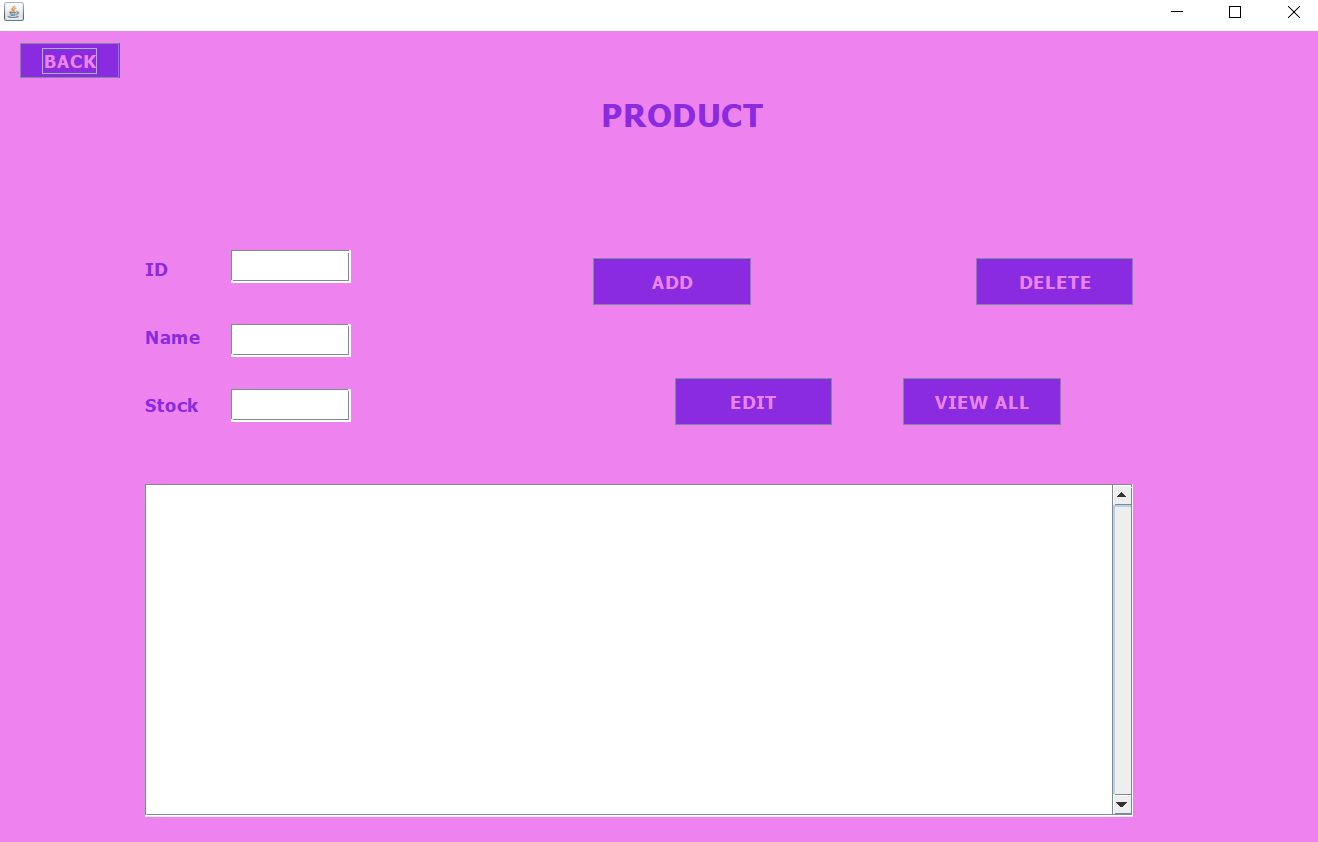 BACK
PRODUCT
ID
ADD
DELETE
Name
Stock
EDIT
VIEW ALL